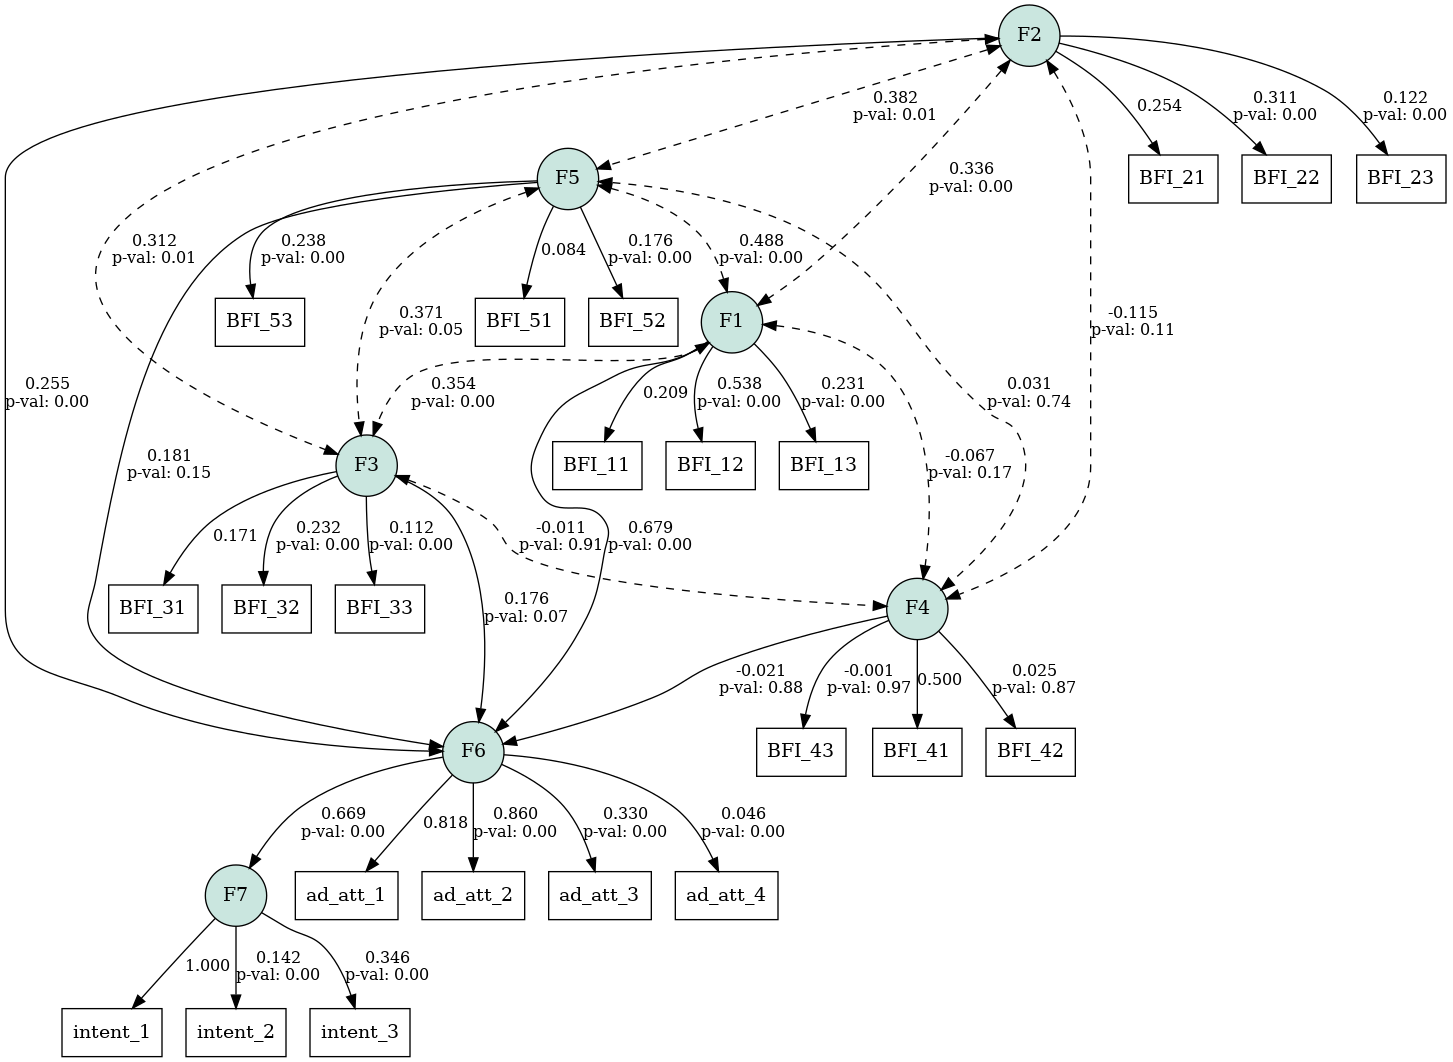 F2
0.382
p-val: 0.01
0.254
0.311
p-val: 0.00
0.122
p-val: 0.00
F5
0.336
p-val: 0.00
BFI_21
BFI_22
BFI_23
0.312
p-val: 0.01
0.238
p-val: 0.00
0.084
0.176
p-val: 0.00
0.488
p-val: 0.00
BFI_53
0.371
p-val: 0.05
BFI_51
BFI_52
F1
-0.115
p-val: 0.11
0.255
p-val: 0.00
0.354
p-val: 0.00
0.209
0.538
p-val: 0.00
0.231
p-val: 0.00
0.031
p-val: 0.74
0.181
p-val: 0.15
F3
BFI_11
BFI_12
BFI_13
-0.067
p-val: 0.17
0.171
0.232
p-val: 0.00
0.112
p-val: 0.00
-0.011
p-val: 0.91
0.679
p-val: 0.00
BFI_31
BFI_32
BFI_33
0.176
p-val: 0.07
F4
-0.021
p-val: 0.88
-0.001
p-val: 0.97
0.500
0.025
p-val: 0.87
F6
BFI_43
BFI_41
BFI_42
0.669
p-val: 0.00
0.818
0.860
p-val: 0.00
0.330
p-val: 0.00
0.046
p-val: 0.00
F7
ad_att_1
ad_att_2
ad_att_3
ad_att_4
1.000
0.142
p-val: 0.00
0.346
p-val: 0.00
intent_1
intent_2
intent_3